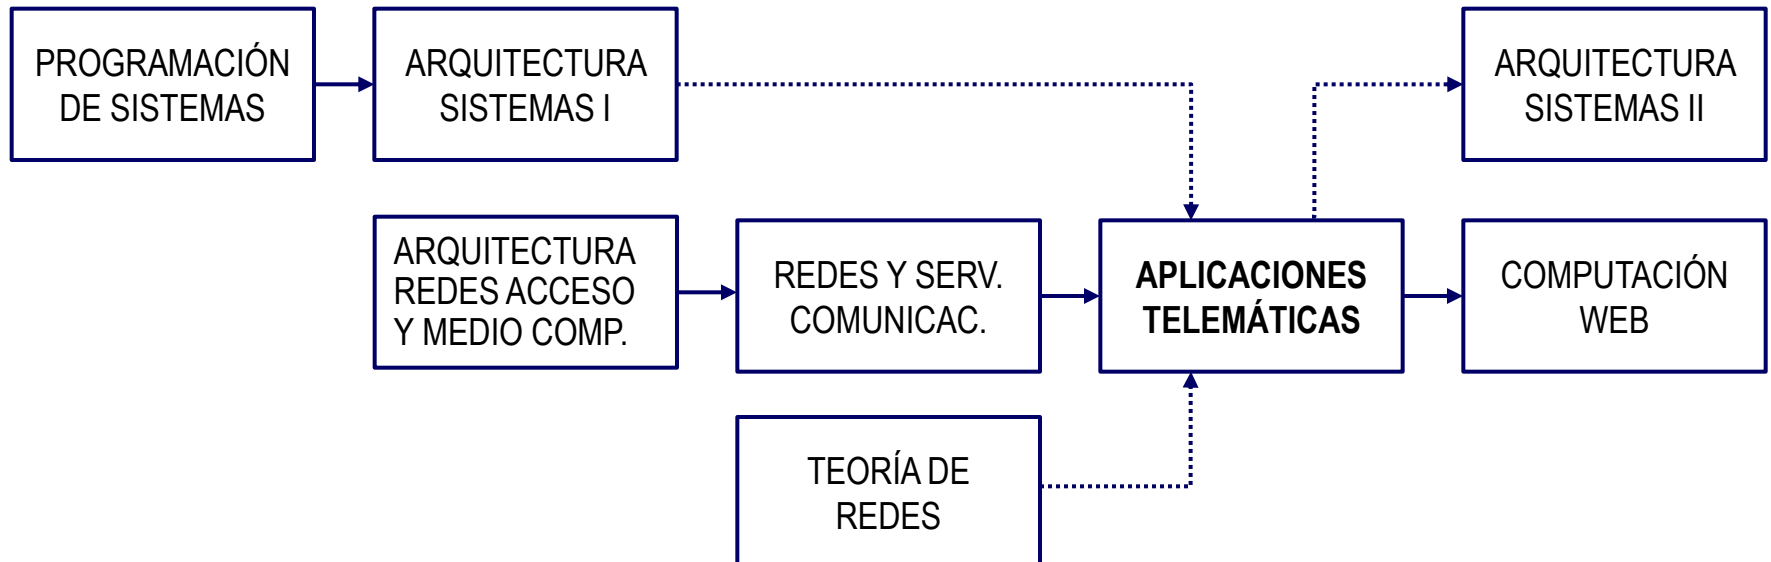 PROGRAMACIÓN
DE SISTEMAS
ARQUITECTURA
SISTEMAS I
ARQUITECTURA
SISTEMAS II
ARQUITECTURA
REDES ACCESO
Y MEDIO COMP.
REDES Y SERV.
COMUNICAC.
APLICACIONES
TELEMÁTICAS
COMPUTACIÓN
WEB
TEORÍA DE
REDES